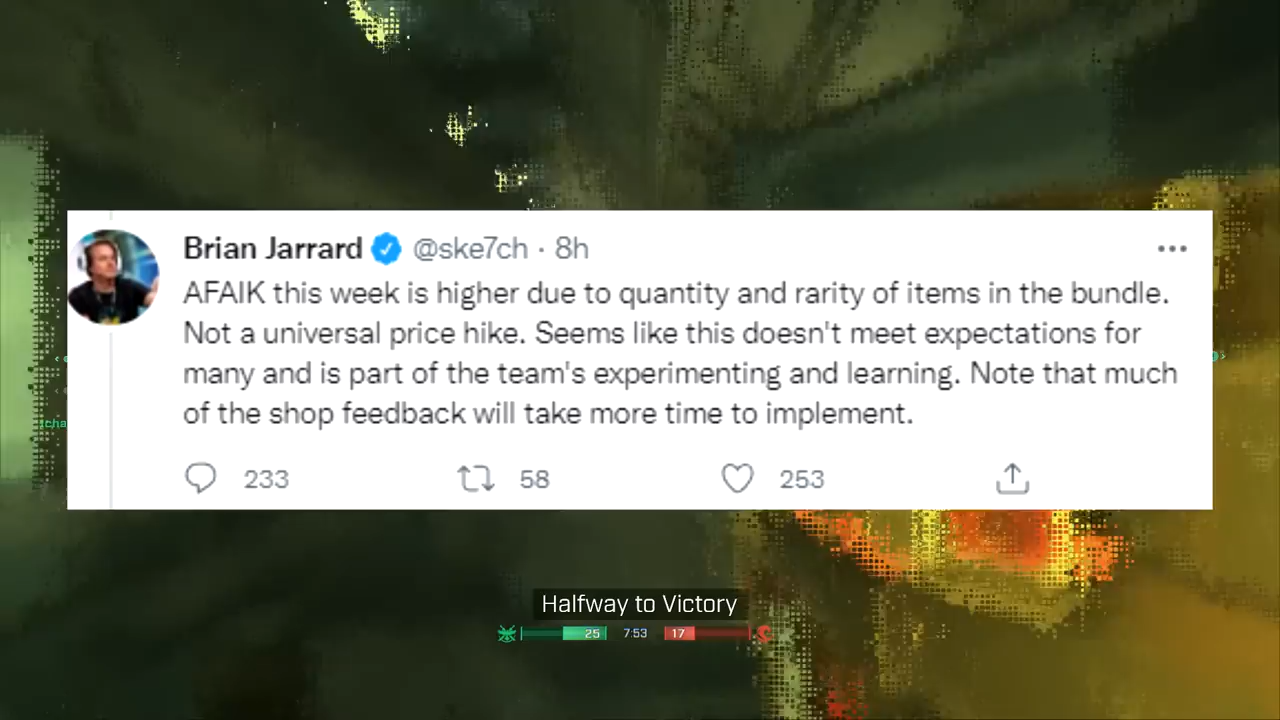 Brian Jarrard @ske7ch · 8h
AFAIK this week is higher due to quantity and rarity of items in the bundle.
Not a universal price hike. Seems like this doesn't meet expectations for
many and is part of the team's experimenting and learning. Note that much
of the shop feedback will take more time to implement.
233 58 253
Halfway to Victory
25 7:53 17